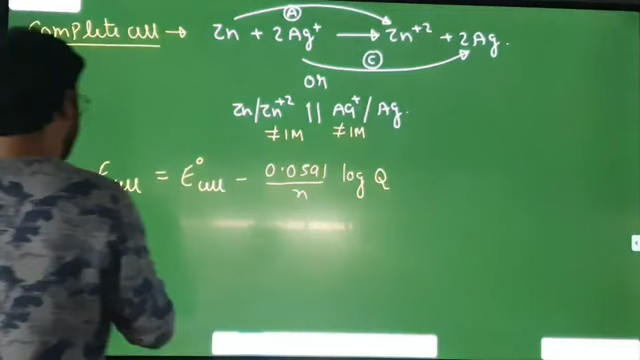 Complete cell → Zn + 2Ag⁺ → Zn⁺² + 2Ag.
A
C
or
Zn/Zn⁺² || Ag⁺/Ag.
≠1M ≠1M
Ecell = E°cell - 0.0591/n log Q